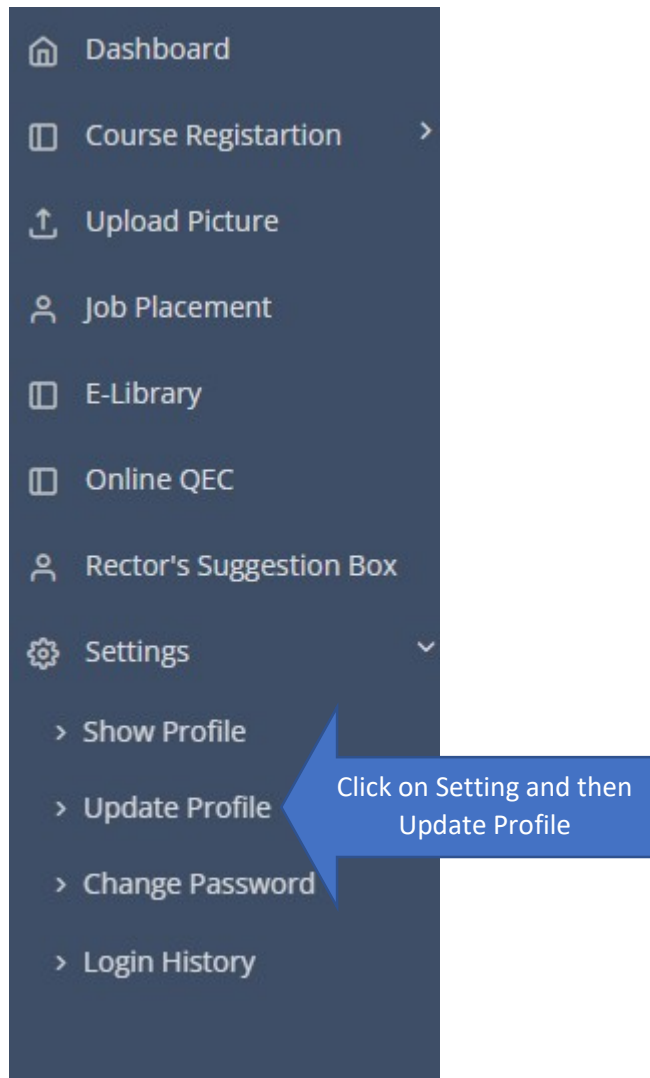 Dashboard
Course Registartion
Upload Picture
Job Placement
E-Library
Online QEC
Rector's Suggestion Box
Settings
Show Profile
Update Profile
Click on Setting and then
Update Profile
Change Password
Login History